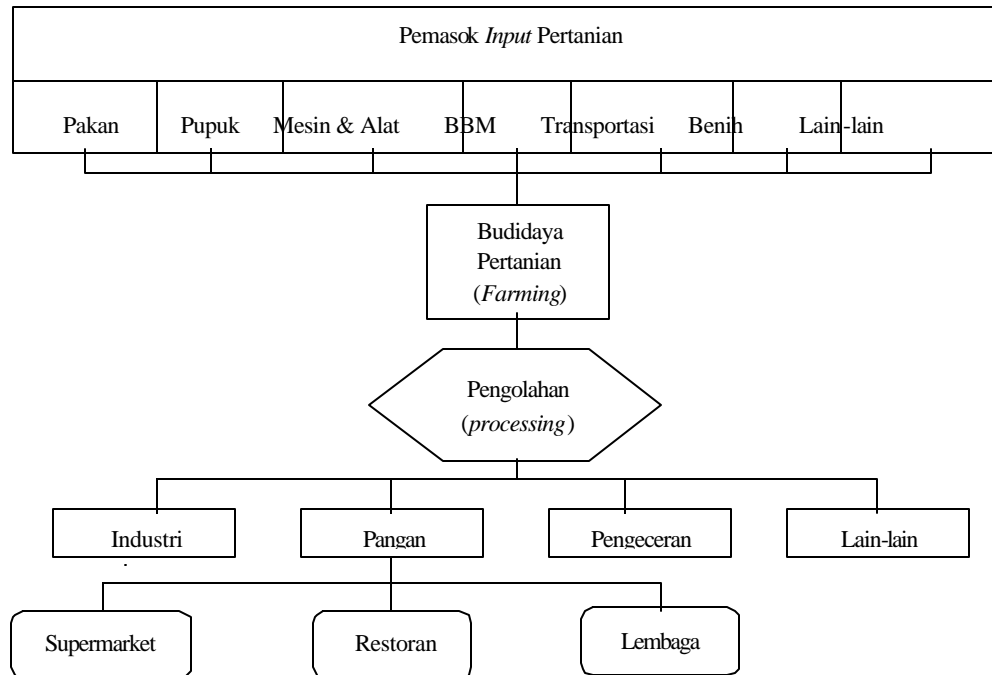 Pemasok Input Pertanian
Pakan Pupuk Mesin & Alat BBM Transportasi Benih Lain-lain
Budidaya
Pertanian
(Farming)
Pengolahan
(processing)
Industri Pangan Pengeceran Lain-lain
Supermarket Restoran Lembaga